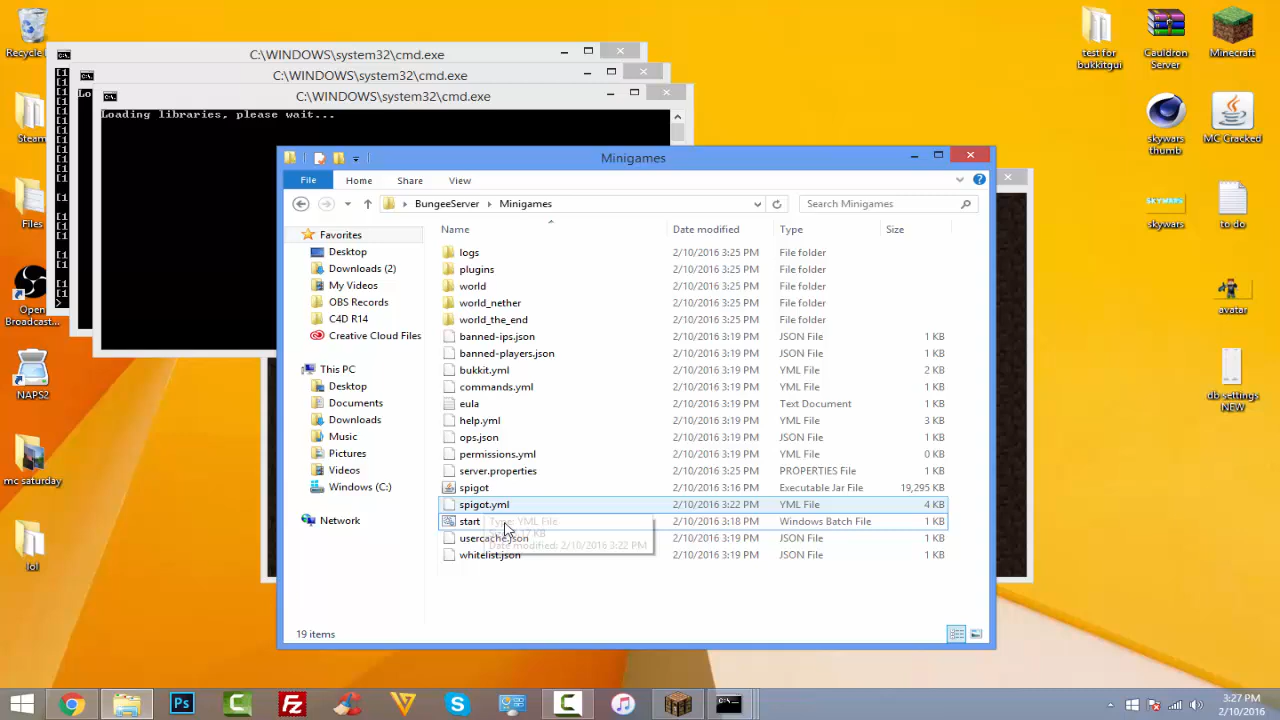 Recycle
Steam
Files
Open
Broadcast...
NAPS2
mc saturday
lol
C:\WINDOWS\system32\cmd.exe
C:\WINDOWS\system32\cmd.exe
C:\WINDOWS\system32\cmd.exe
Lo
Loading libraries, please wait...
test for
bukkitgui
Cauldron
Server
Minecraft
skywars
thumb
MC Cracked
skywars
to do
avatar
db settings
NEW
Minigames
File Home Share View
BungeeServer Minigames
Search Minigames
Name Date modified Type Size
Favorites
Desktop
Downloads (2)
My Videos
OBS Records
C4D R14
Creative Cloud Files
This PC
Desktop
Documents
Downloads
Music
Pictures
Videos
Windows (C:)
Network
logs 2/10/2016 3:25 PM File folder
plugins 2/10/2016 3:25 PM File folder
world 2/10/2016 3:25 PM File folder
world_nether 2/10/2016 3:25 PM File folder
world_the_end 2/10/2016 3:25 PM File folder
banned-ips.json 2/10/2016 3:19 PM JSON File 1 KB
banned-players.json 2/10/2016 3:19 PM JSON File 1 KB
bukkit.yml 2/10/2016 3:19 PM YML File 2 KB
commands.yml 2/10/2016 3:19 PM YML File 1 KB
eula 2/10/2016 3:19 PM Text Document 1 KB
help.yml 2/10/2016 3:19 PM YML File 3 KB
ops.json 2/10/2016 3:19 PM JSON File 1 KB
permissions.yml 2/10/2016 3:19 PM YML File 0 KB
server.properties 2/10/2016 3:25 PM PROPERTIES File 1 KB
spigot 2/10/2016 3:16 PM Executable Jar File 19,295 KB
spigot.yml 2/10/2016 3:22 PM YML File 4 KB
start 2/10/2016 3:18 PM Windows Batch File 1 KB
usercache.json 2/10/2016 3:19 PM JSON File 1 KB
whitelist.json 2/10/2016 3:19 PM JSON File 1 KB
Type: YML File
Date modified: 2/10/2016 3:22 PM
19 items
3:27 PM
2/10/2016